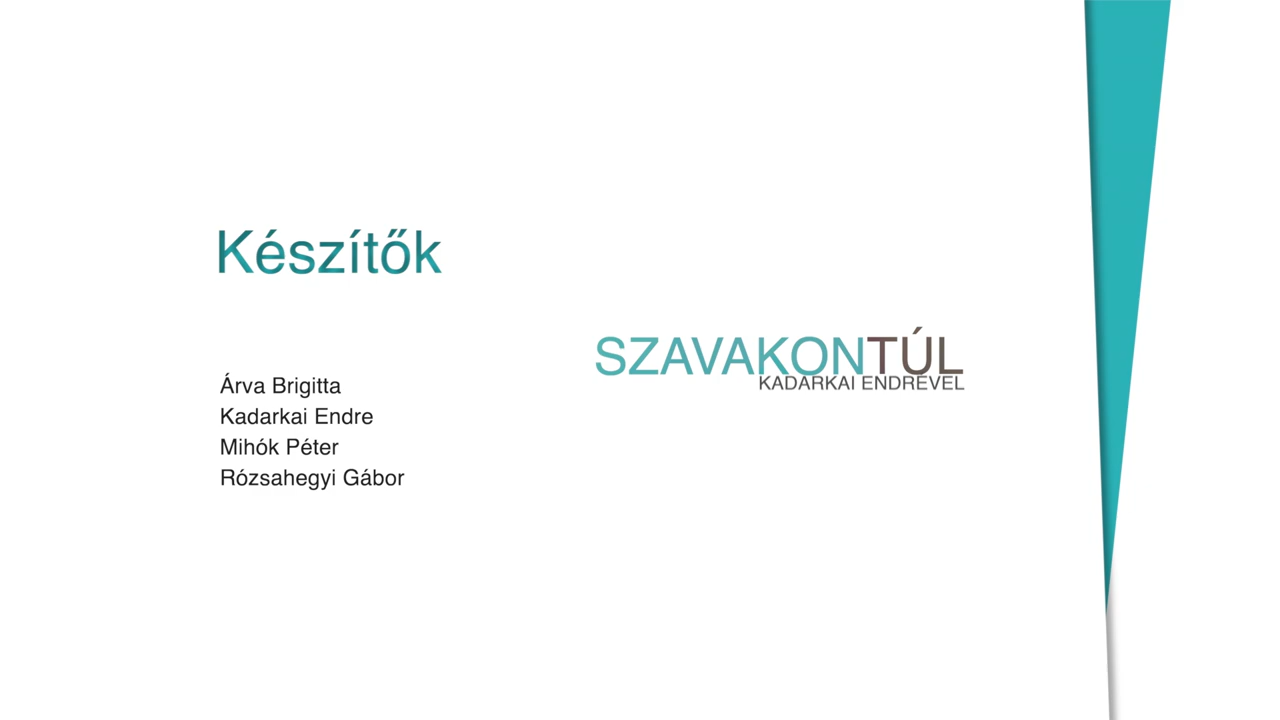 Készítők
SZAVAKONTÚL
KADARKAI ENDRÉVEL
Árva Brigitta
Kadarkai Endre
Mihók Péter
Rózsahegyi Gábor